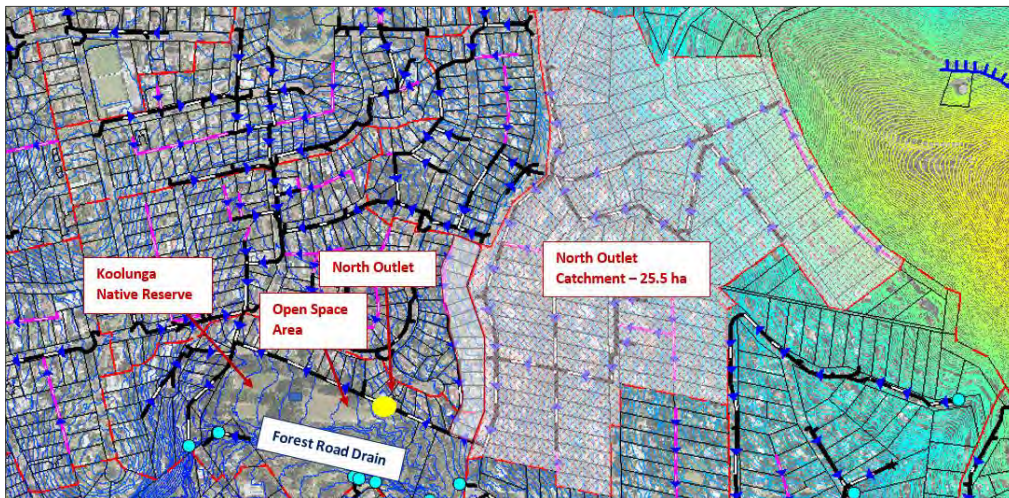 Koolunga
Native Reserve
North Outlet
Open Space
Area
North Outlet
Catchment – 25.5 ha
Forest Road Drain